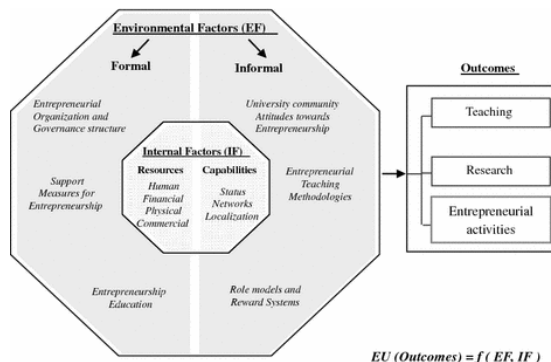 Environmental Factors (EF)
Formal
Informal
Entrepreneurial
Organization and
Governance structure
University community
Attitudes towards
Entrepreneurship
Internal Factors (IF)
Resources
Human
Financial
Physical
Commercial
Capabilities
Status
Networks
Localization
Support
Measures for
Entrepreneurship
Entrepreneurial
Teaching
Methodologies
Entrepreneurship
Education
Role models and
Reward Systems
Outcomes
Teaching
Research
Entrepreneurial
activities
EU (Outcomes) = f ( EF, IF )